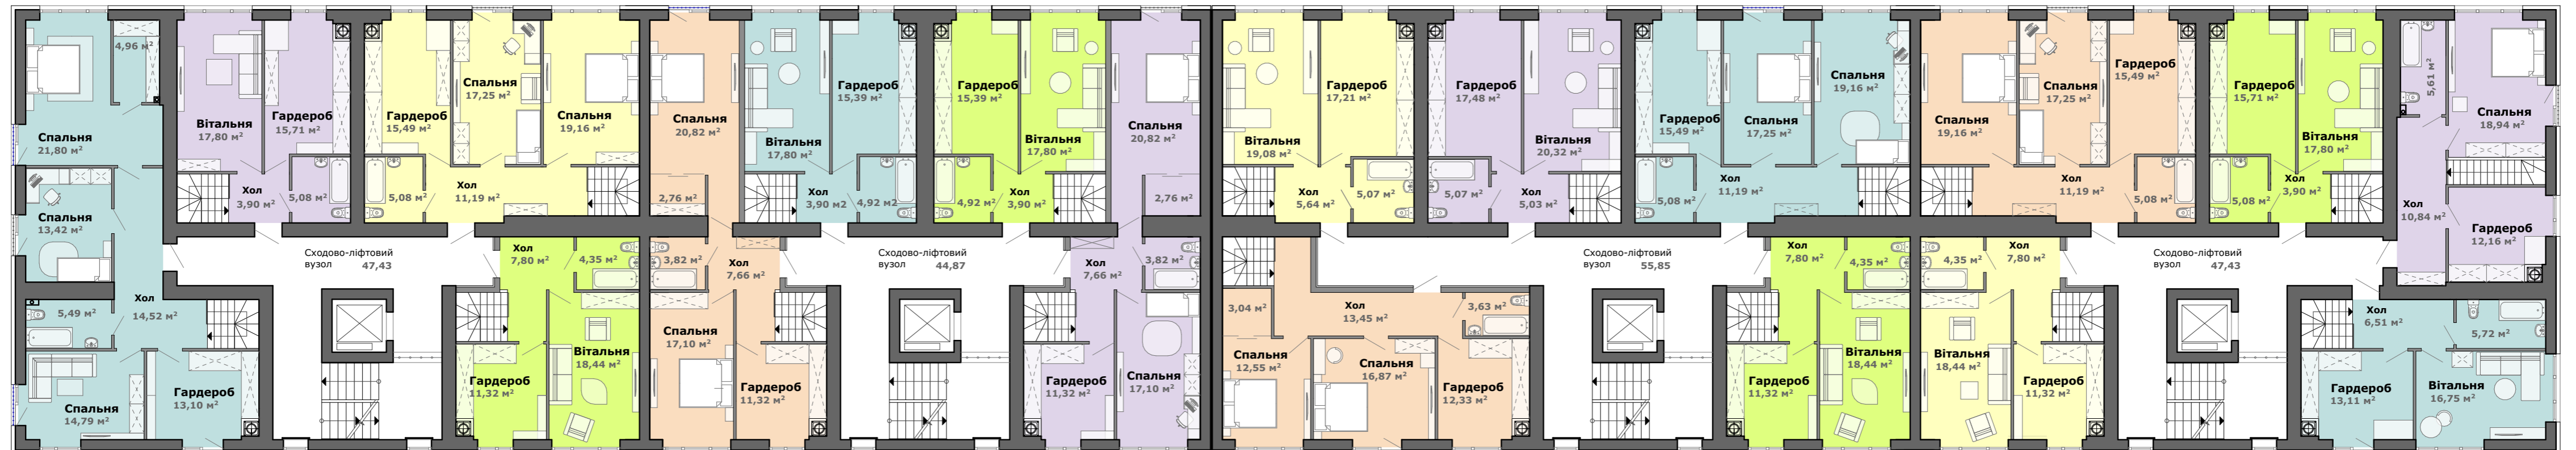 4,96 м²
Спальня
21,80 м²
Спальня
13,42 м²
5,49 м²
Хол
14,52 м²
Спальня
14,79 м²
Гардероб
13,10 м²
Вітальня
17,80 м²
Гардероб
15,71 м²
Хол
3,90 м²
5,08 м²
Гардероб
15,49 м²
Спальня
17,25 м²
Спальня
19,16 м²
5,08 м²
Хол
11,19 м²
Сходово-ліфтовий
вузол 47,43
Хол
7,80 м²
4,35 м²
Гардероб
11,32 м²
Вітальня
18,44 м²
Спальня
20,82 м²
2,76 м²
3,82 м²
Хол
7,66 м²
Спальня
17,10 м²
Гардероб
11,32 м²
Вітальня
17,80 м²
Гардероб
15,39 м²
Хол
3,90 м2
4,92 м2
Сходово-ліфтовий
вузол 44,87
Гардероб
15,39 м²
Вітальня
17,80 м²
4,92 м²
Хол
3,90 м²
Спальня
20,82 м²
2,76 м²
Хол
7,66 м²
3,82 м²
Гардероб
11,32 м²
Спальня
17,10 м²
Вітальня
19,08 м²
Гардероб
17,21 м²
Хол
5,64 м²
5,07 м²
3,04 м²
Хол
13,45 м²
3,63 м²
Спальня
12,55 м²
Спальня
16,87 м²
Гардероб
12,33 м²
Гардероб
17,48 м²
Вітальня
20,32 м²
5,07 м²
Хол
5,03 м²
Сходово-ліфтовий
вузол 55,85
Гардероб
15,49 м²
Спальня
17,25 м²
Спальня
19,16 м²
5,08 м²
Хол
11,19 м²
Хол
7,80 м²
4,35 м²
Гардероб
11,32 м²
Вітальня
18,44 м²
Спальня
19,16 м²
Спальня
17,25 м²
Гардероб
15,49 м²
Хол
11,19 м²
5,08 м²
4,35 м²
Хол
7,80 м²
Вітальня
18,44 м²
Гардероб
11,32 м²
Сходово-ліфтовий
вузол 47,43
Гардероб
15,71 м²
Вітальня
17,80 м²
5,08 м²
Хол
3,90 м²
5,61 м²
Спальня
18,94 м²
Хол
10,84 м²
Гардероб
12,16 м²
Хол
6,51 м²
5,72 м²
Гардероб
13,11 м²
Вітальня
16,75 м²